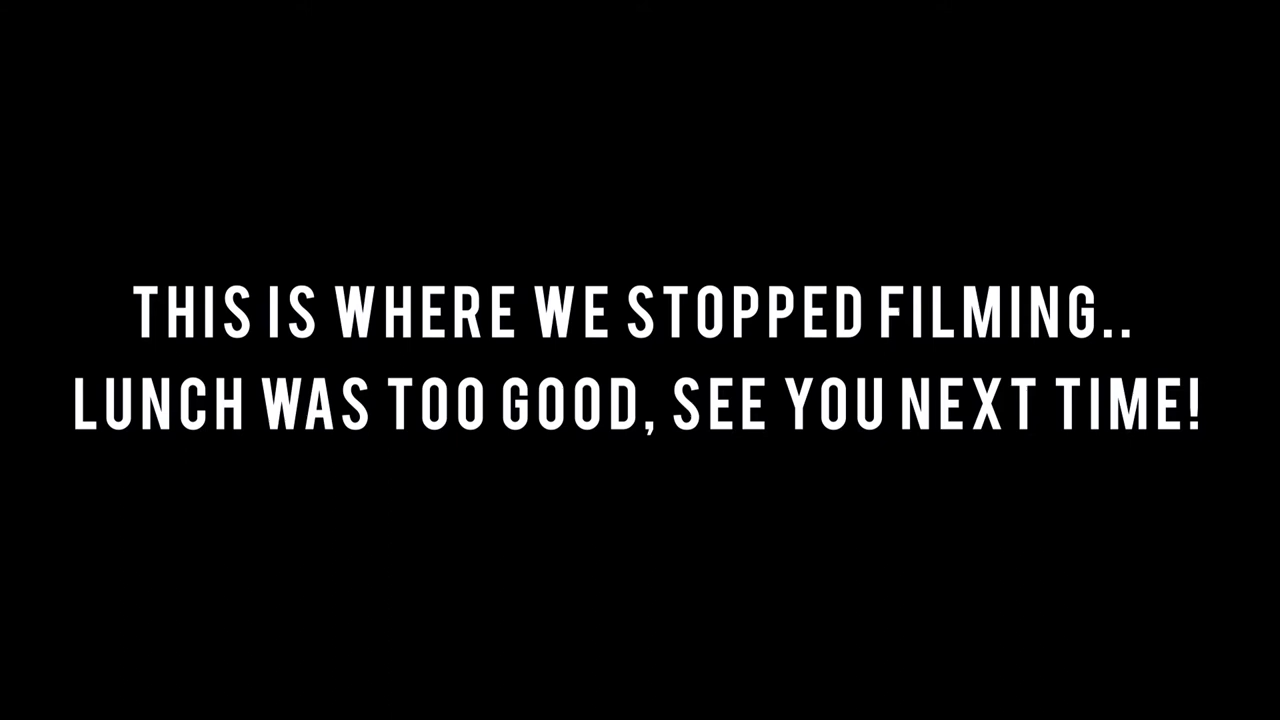 THIS IS WHERE WE STOPPED FILMING..
LUNCH WAS TOO GOOD, SEE YOU NEXT TIME!